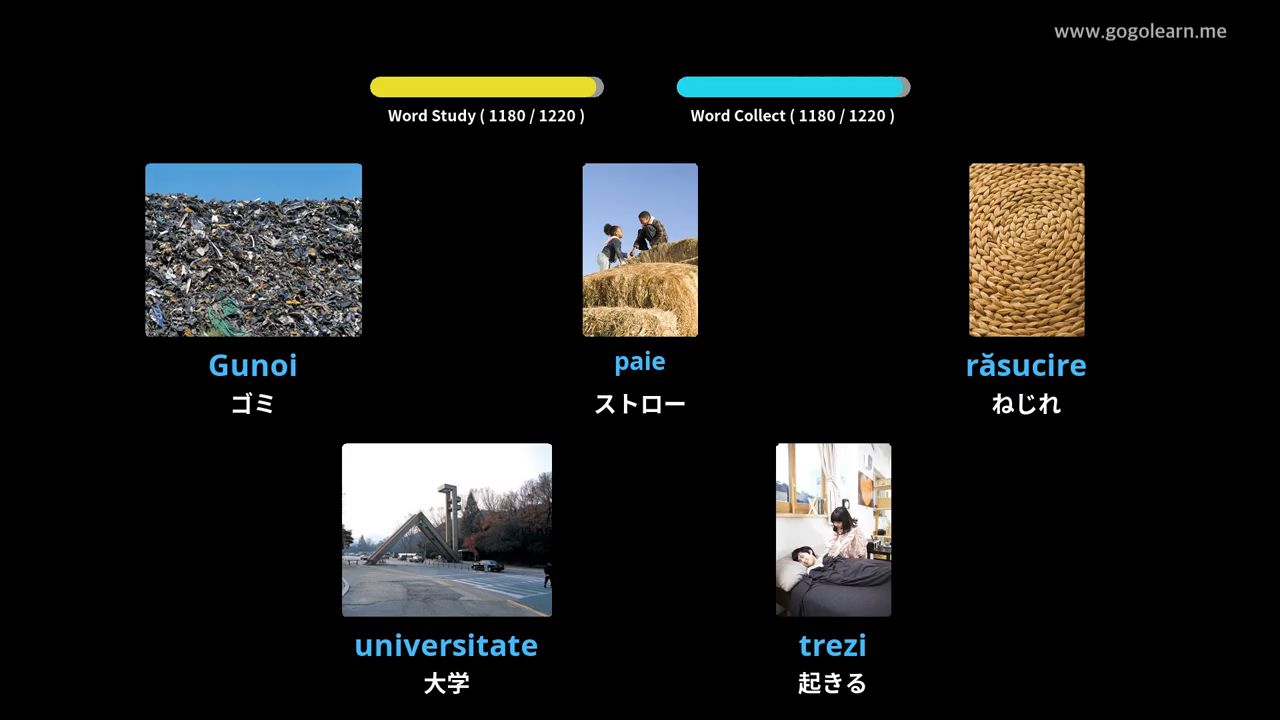 www.gogolearn.me
Word Study ( 1180 / 1220 )
Word Collect ( 1180 / 1220 )
Gunoi
ゴミ
paie
ストロー
răsucire
ねじれ
universitate
大学
trezi
起きる